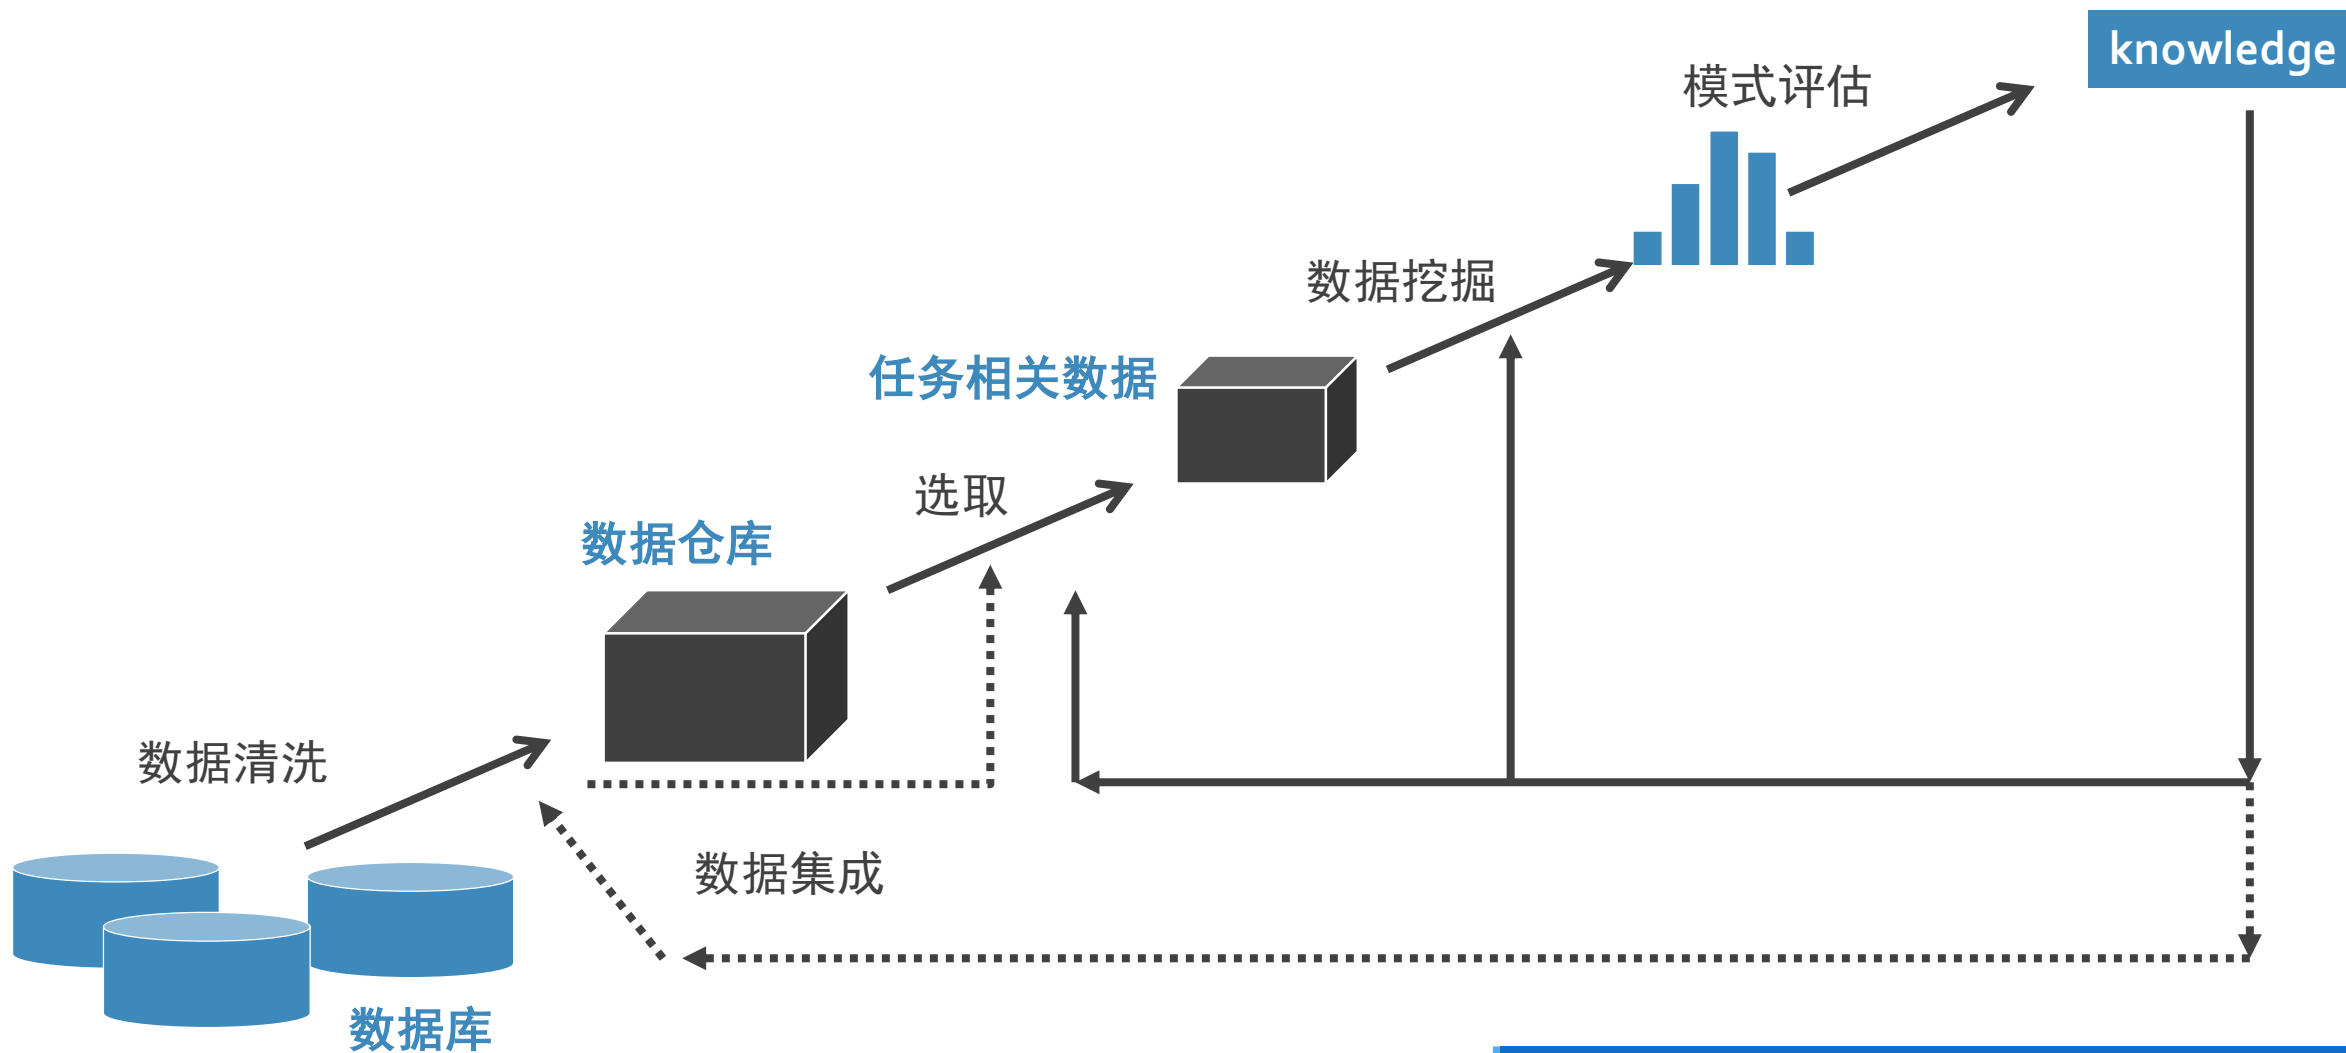 knowledge
模式评估
数据挖掘
任务相关数据
选取
数据仓库
数据清洗
数据集成
数据库